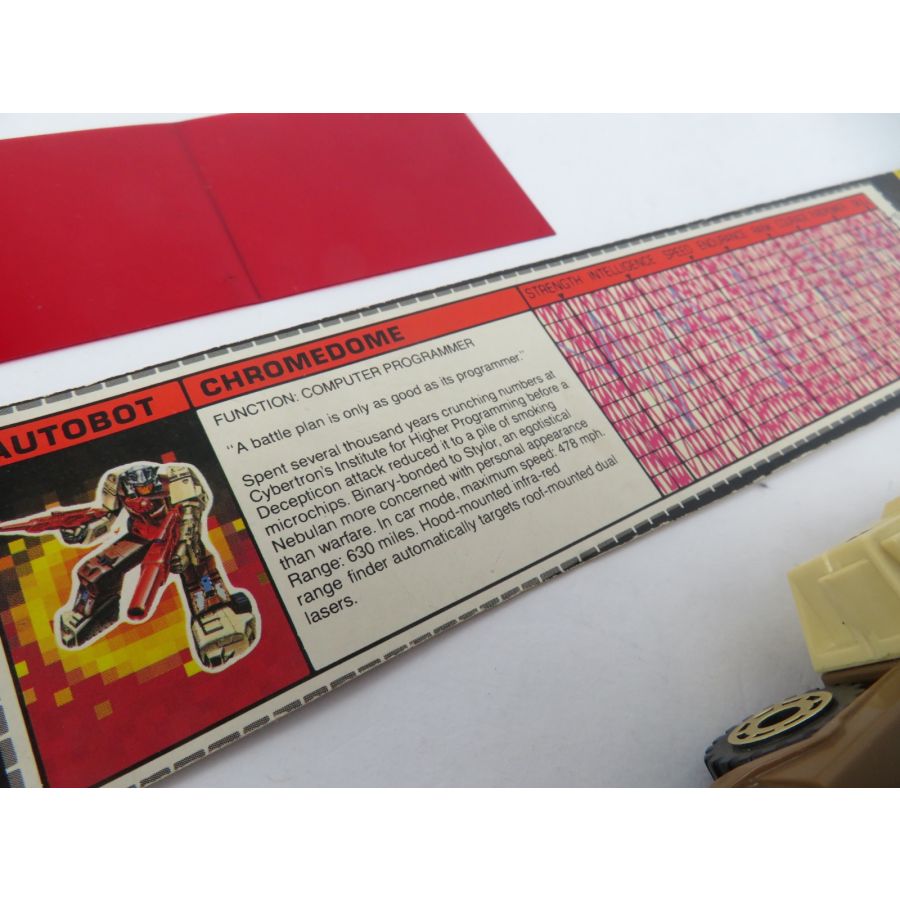 AUTOBOT
CHROMEDOME
FUNCTION: COMPUTER PROGRAMMER
"A battle plan is only as good as its programmer."
Spent several thousand years crunching numbers at
Cybertron's Institute for Higher Programming before a
Decepticon attack reduced it to a pile of smoking
microchips. Binary-bonded to Stylor, an egotistical
Nebulan more concerned with personal appearance
than warfare. In car mode, maximum speed: 478 mph.
Range: 630 miles. Hood-mounted infra-red
range finder automatically targets roof-mounted dual
lasers.
STRENGTH INTELLIGENCE SPEED ENDURANCE RANK COURAGE FIREPOWER SKILL